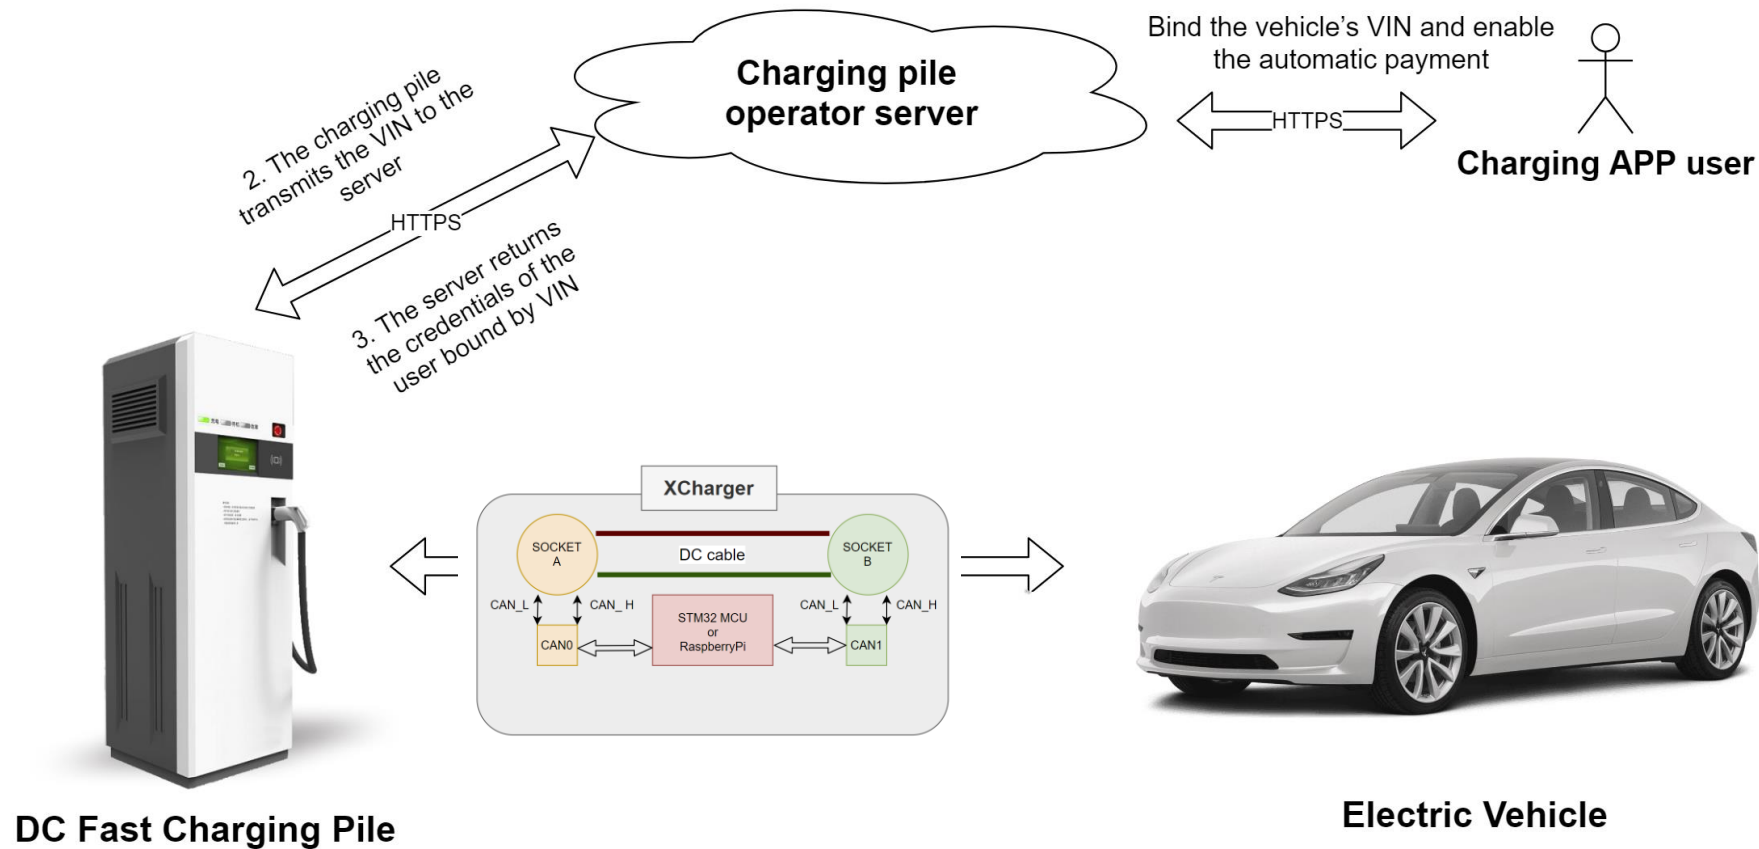 Charging pile
operator server
Bind the vehicle's VIN and enable
the automatic payment
HTTPS
Charging APP user
2. The charging pile
transmits the VIN to the
server
HTTPS
3. The server returns
the credentials of the
user bound by VIN
XCharger
SOCKET
A
DC cable
SOCKET
B
CAN_L
CAN_ H
CAN_L
CAN_H
CAN0
STM32 MCU
or
RaspberryPi
CAN1
DC Fast Charging Pile
Electric Vehicle